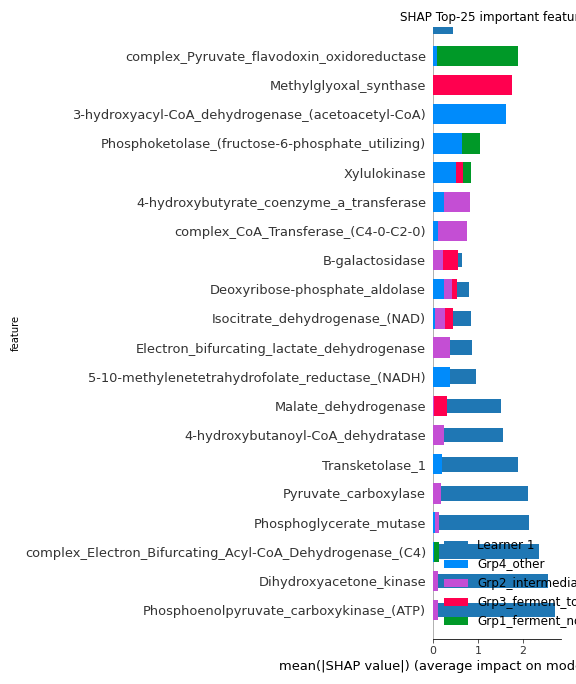 SHAP Top-25 important featur
complex_Pyruvate_flavodoxin_oxidoreductase
Methylglyoxal_synthase
3-hydroxyacyl-CoA_dehydrogenase_(acetoacetyl-CoA)
Phosphoketolase_(fructose-6-phosphate_utilizing)
Xylulokinase
4-hydroxybutyrate_coenzyme_a_transferase
complex_CoA_Transferase_(C4-0-C2-0)
B-galactosidase
Deoxyribose-phosphate_aldolase
Isocitrate_dehydrogenase_(NAD)
feature
Electron_bifurcating_lactate_dehydrogenase
5-10-methylenetetrahydrofolate_reductase_(NADH)
Malate_dehydrogenase
4-hydroxybutanoyl-CoA_dehydratase
Transketolase_1
Pyruvate_carboxylase
Phosphoglycerate_mutase
complex_Electron_Bifurcating_Acyl-CoA_Dehydrogenase_(C4)
Dihydroxyacetone_kinase
Phosphoenolpyruvate_carboxykinase_(ATP)
Learner 1
Grp4_other
Grp2_intermedia
Grp3_ferment_to
Grp1_ferment_no
0 1 2
mean(|SHAP value|) (average impact on mode